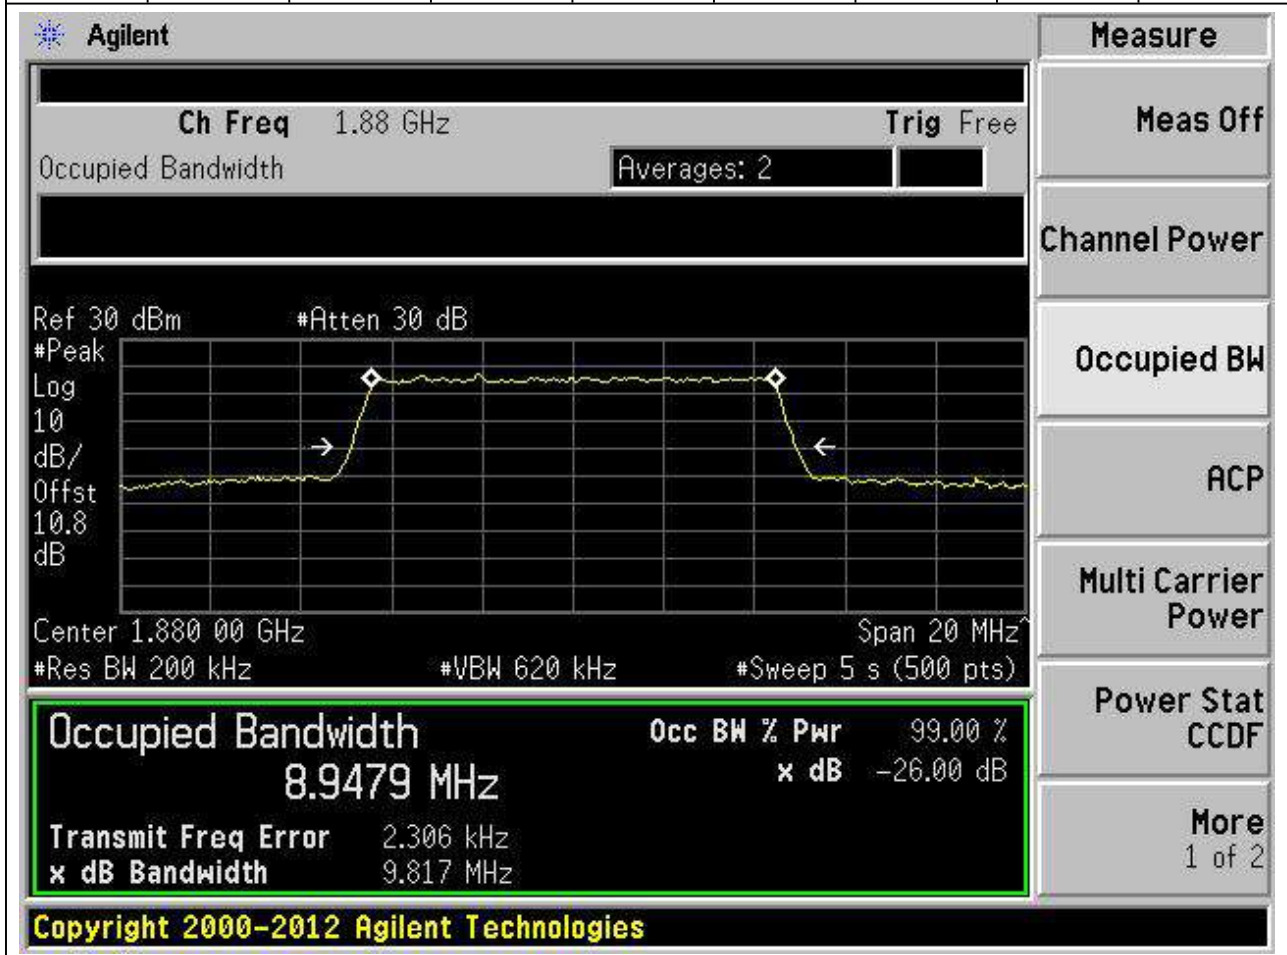 Agilent
Measure
Ch Freq 1.88 GHz Trig Free
Meas Off
Occupied Bandwidth Averages: 2
Channel Power
Ref 30 dBm #Atten 30 dB
#Peak
Log
10
dB/
Offst
10.8
dB
Occupied BW
ACP
Center 1.880 00 GHz Span 20 MHz^
#Res BW 200 kHz #VBW 620 kHz #Sweep 5 s (500 pts)
Multi Carrier
Power
Occupied Bandwidth
8.9479 MHz
Occ BW % Pwr 99.00 %
x dB -26.00 dB
Transmit Freq Error 2.306 kHz
x dB Bandwidth 9.817 MHz
Power Stat
CCDF
More
1 of 2
Copyright 2000-2012 Agilent Technologies